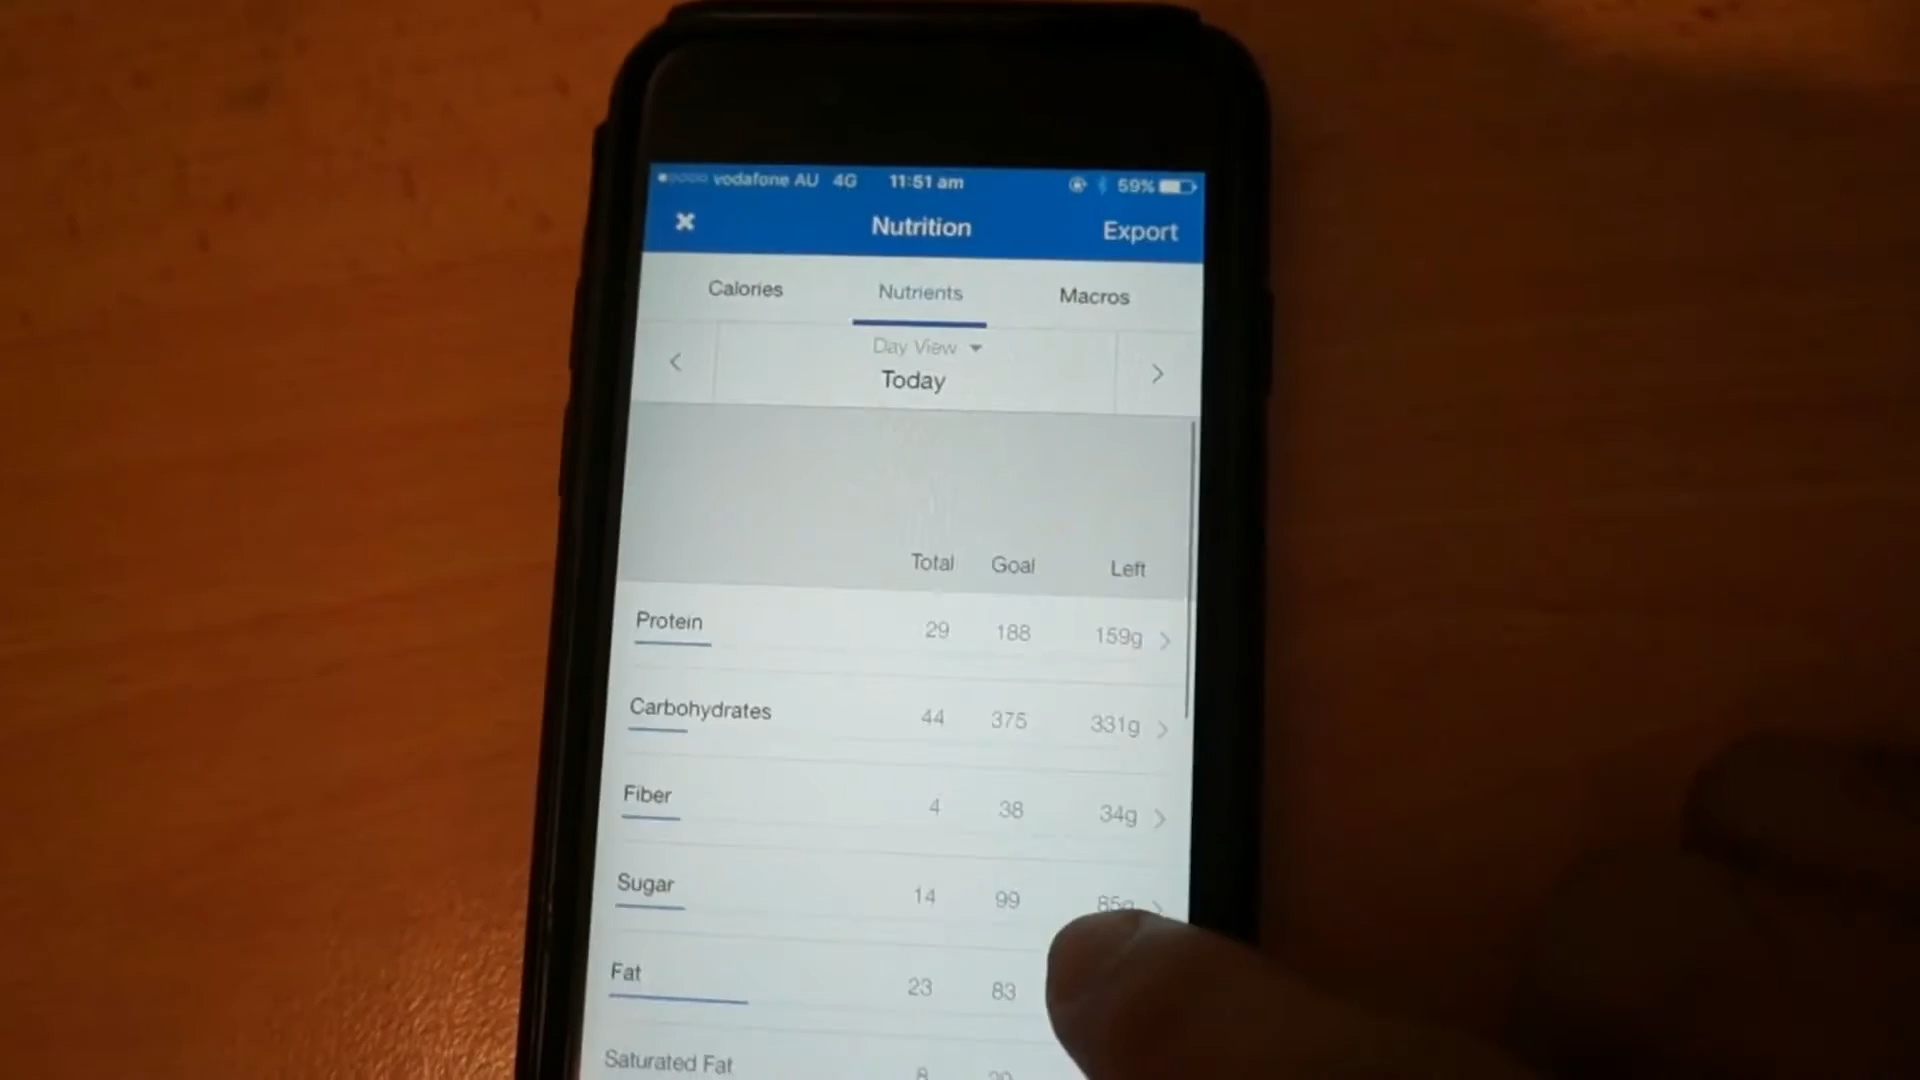 vodafone AU 4G 11:51 am 59%
Nutrition Export
Calories Nutrients Macros
Day View
Today
Total Goal Left
Protein 29 188 159g
Carbohydrates 44 375 331g
Fiber 4 38 34g
Sugar 14 99 85g
Fat 23 83
Saturated Fat 8